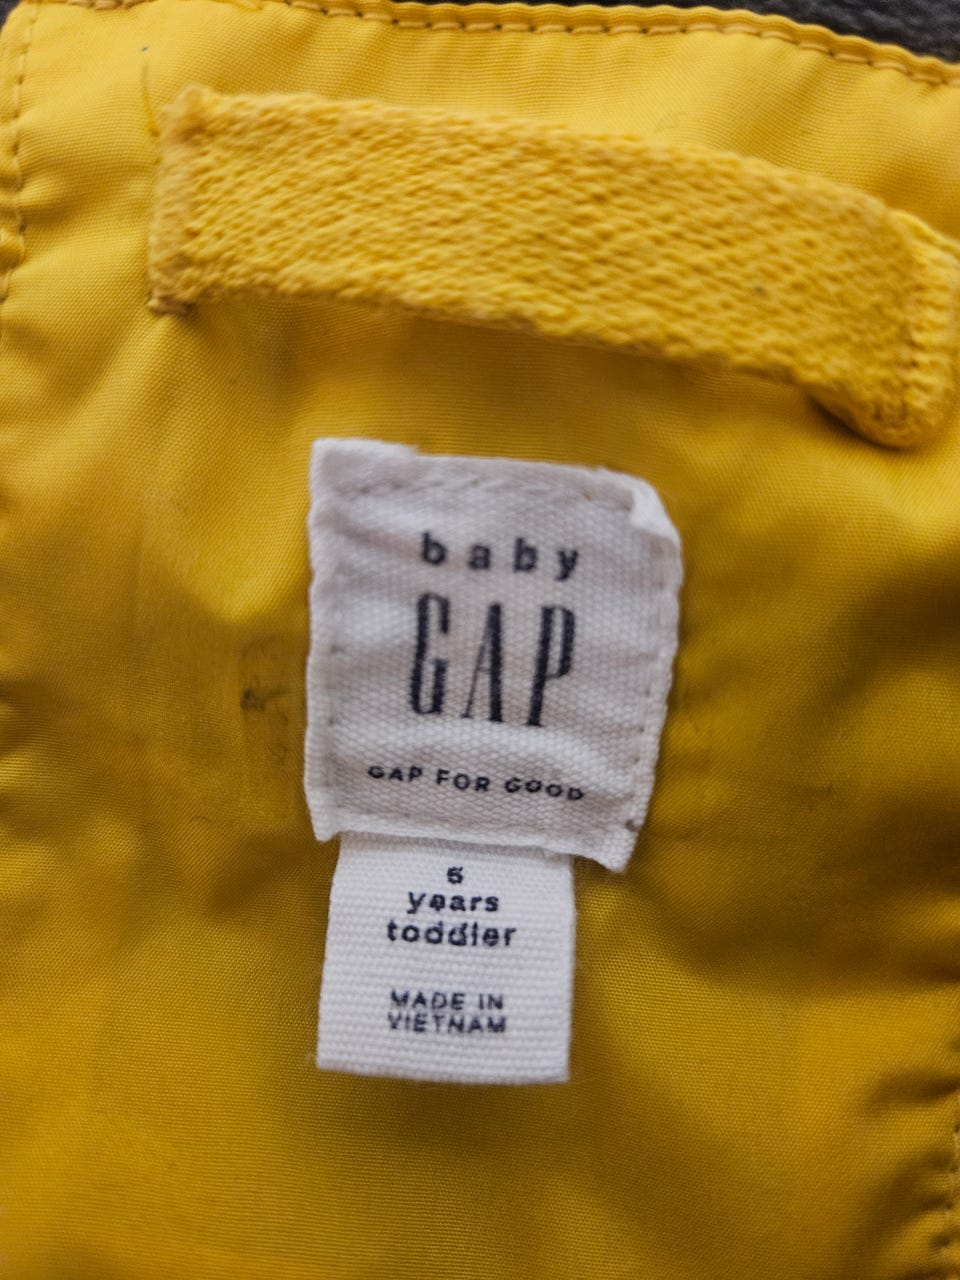 baby
GAP
GAP FOR GOOD
5
years
toddler
MADE IN
VIETNAM